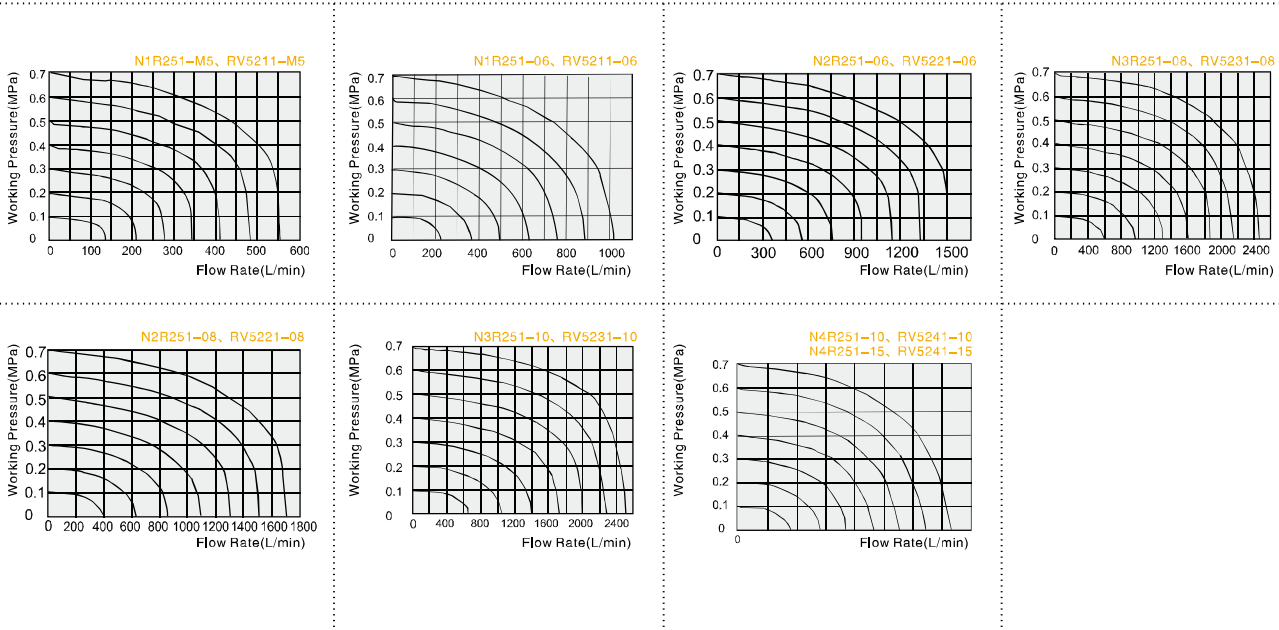 N1R251-M5、RV5211-M5
Working Pressure(MPa)
0.7
0.6
0.5
0.4
0.3
0.2
0.1
0
0 100 200 300 400 500 600
Flow Rate(L/min)
N1R251-06、RV5211-06
Working Pressure(MPa)
0.7
0.6
0.5
0.4
0.3
0.2
0.1
0
0 200 400 600 800 1000
Flow Rate(L/min)
N2R251-06、RV5221-06
Working Pressure(MPa)
0.7
0.6
0.5
0.4
0.3
0.2
0.1
0
0 300 600 900 1200 1500
Flow Rate(L/min)
N3R251-08、RV5231-08
Working Pressure(MPa)
0.7
0.6
0.5
0.4
0.3
0.2
0.1
0
0 400 800 1200 1600 2000 2400
Flow Rate(L/min)
N2R251-08、RV5221-08
Working Pressure(MPa)
0.7
0.6
0.5
0.4
0.3
0.2
0.1
0
0 200 400 600 800 1000 1200 1400 1600 1800
Flow Rate(L/min)
N3R251-10、RV5231-10
Working Pressure(MPa)
0.7
0.6
0.5
0.4
0.3
0.2
0.1
0
0 400 800 1200 1600 2000 2400
Flow Rate(L/min)
N4R251-10、RV5241-10
N4R251-15、RV5241-15
Working Pressure(MPa)
0.7
0.6
0.5
0.4
0.3
0.2
0.1
0
0
Flow Rate(L/min)